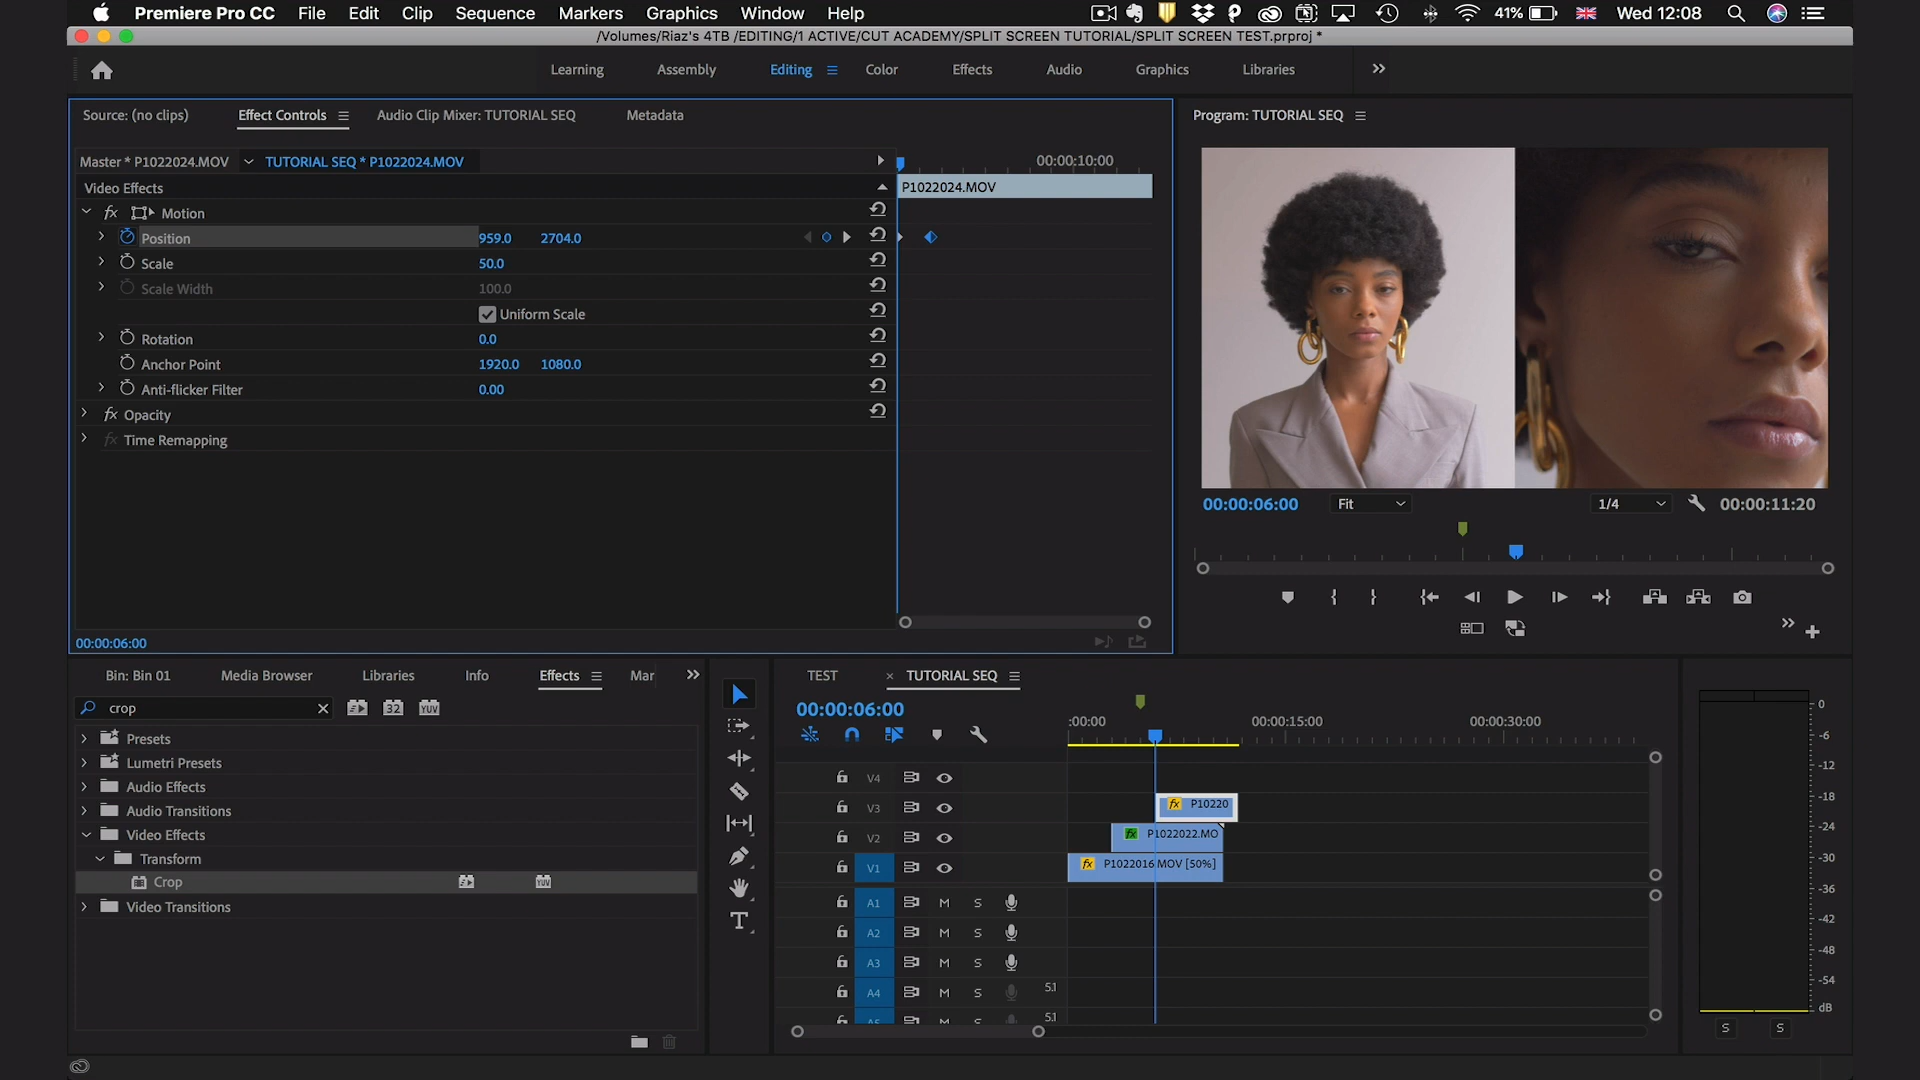 Premiere Pro CC File Edit Clip Sequence Markers Graphics Window Help 41% Wed 12:08
/Volumes/Riaz's 4TB /EDITING/1 ACTIVE/CUT ACADEMY/SPLIT SCREEN TUTORIAL/SPLIT SCREEN TEST.prproj *
Learning Assembly Editing Color Effects Audio Graphics Libraries
Source: (no clips) Effect Controls Audio Clip Mixer: TUTORIAL SEQ Metadata
Master * P1022024.MOV TUTORIAL SEQ * P1022024.MOV 00:00:10:00
Video Effects P1022024.MOV
fx Motion
Position 959.0 2704.0
Scale 50.0
Scale Width 100.0
Uniform Scale
Rotation 0.0
Anchor Point 1920.0 1080.0
Anti-flicker Filter 0.00
fx Opacity
fx Time Remapping
00:00:06:00
Program: TUTORIAL SEQ
00:00:06:00 Fit 1/4 00:00:11:20
Bin: Bin 01 Media Browser Libraries Info Effects Mar
crop 32 YUV
Presets
Lumetri Presets
Audio Effects
Audio Transitions
Video Effects
Transform
Crop YUV
Video Transitions
T
TEST × TUTORIAL SEQ
00:00:06:00
:00:00 00:00:15:00 00:00:30:00
V4
V3 fx P10220
V2 fx P1022022.MO
V1 fx P1022016.MOV [50%]
A1 M S
A2 M S
A3 M S
A4 M S 5.1
A5 M S 5.1
0
-6
-12
-18
-24
-30
-36
-42
-48
-54
dB
S S